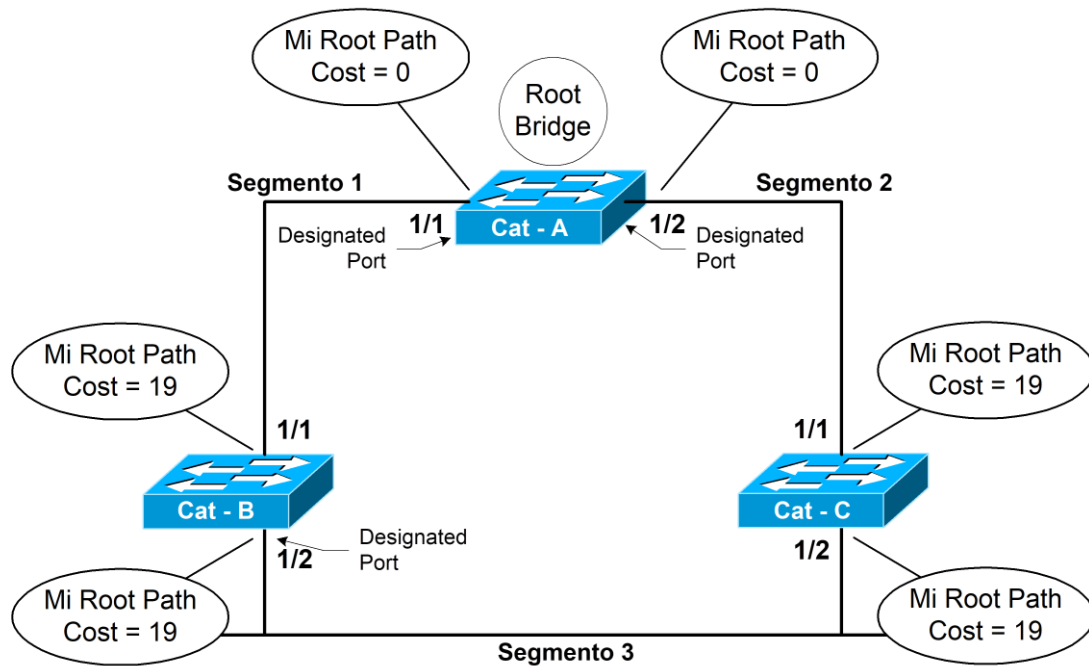 Mi Root Path
Cost = 0
Mi Root Path
Cost = 0
Root
Bridge
Segmento 1
Segmento 2
1/1
Cat - A
1/2
Designated
Port
Designated
Port
Mi Root Path
Cost = 19
Mi Root Path
Cost = 19
1/1
1/1
Cat - B
Cat - C
Designated
Port
1/2
1/2
Mi Root Path
Cost = 19
Mi Root Path
Cost = 19
Segmento 3